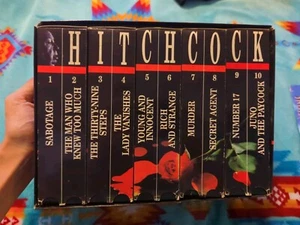 HITCHCOCK
1
SABOTAGE
2
THE MAN WHO
KNEW TOO MUCH
3
THE THIRTY-NINE
STEPS
4
THE
LADY VANISHES
5
YOUNG AND
INNOCENT
6
RICH
AND STRANGE
7
MURDER
8
SECRET AGENT
9
NUMBER 17
10
JUNO
AND THE PAYCOCK